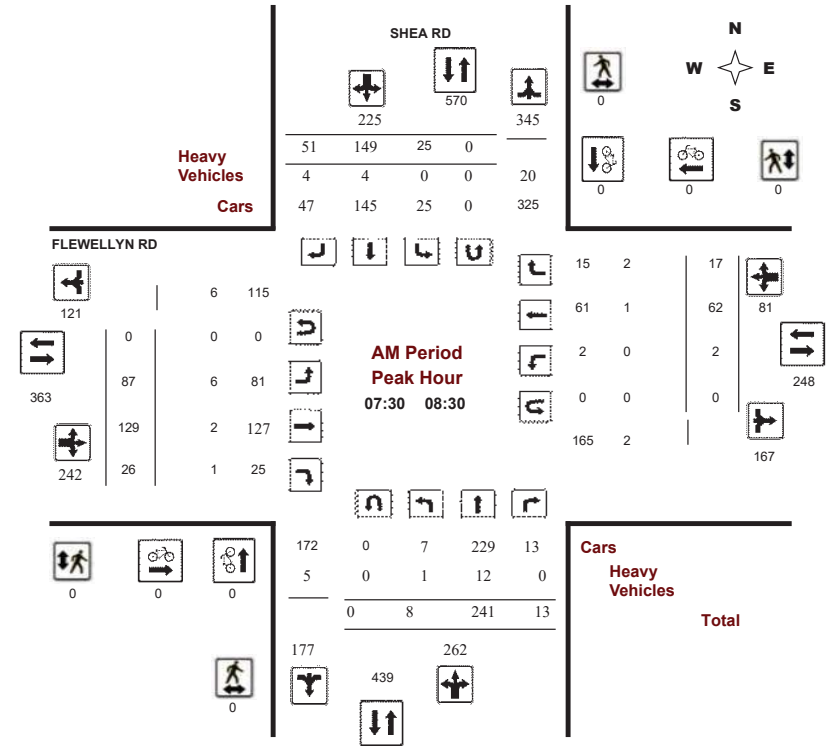 SHEA RD
N
W E
S
570
0
225 345
51 149 25 0
Heavy
Vehicles
4 4 0 0 20
Cars
47 145 25 0 325
0 0 0
FLEWELLYN RD
121
6 115
15 2 17
61 1 62 81
0 0 0
AM Period
Peak Hour
07:30 08:30
2 0 2
363
87 6 81
248
0 0 0
129 2 127
165 2
167
242
26 1 25
172 0 7 229 13
Cars
5 0 1 12 0
Heavy
Vehicles
0 0 0
0 8 241 13
Total
177 262
439
0